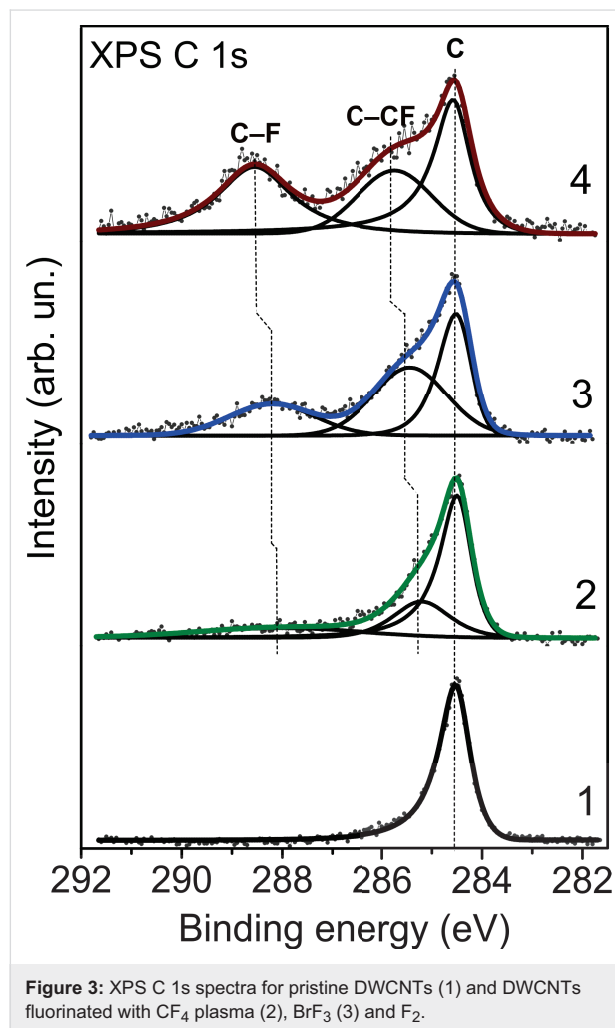 XPS C 1s
C
C–CF
C–F
4
3
2
1
Intensity (arb. un.)
292 290 288 286 284 282
Binding energy (eV)
Figure 3: XPS C 1s spectra for pristine DWCNTs (1) and DWCNTs
fluorinated with CF₄ plasma (2), BrF₃ (3) and F₂.